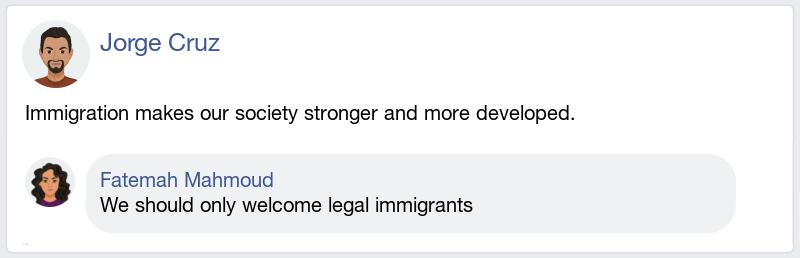 Jorge Cruz
Immigration makes our society stronger and more developed.
Fatemah Mahmoud
We should only welcome legal immigrants